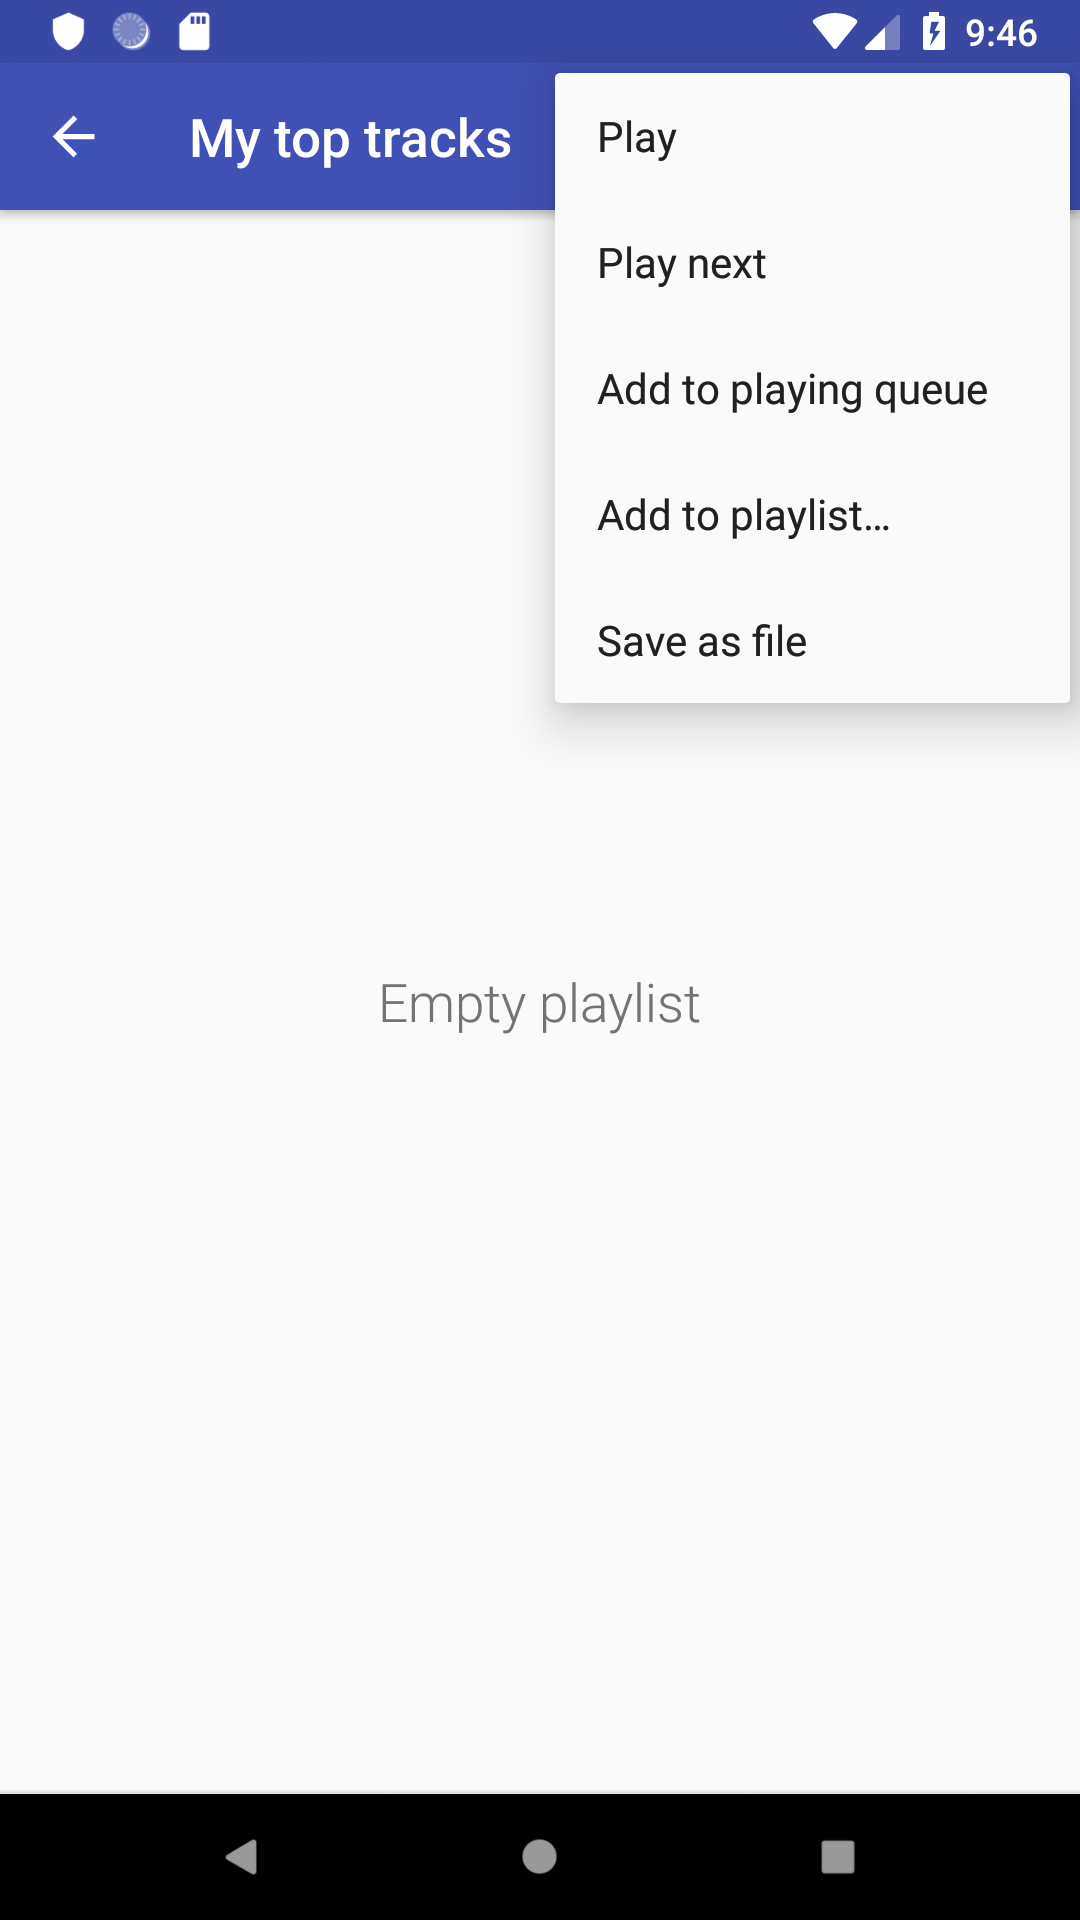 9:46
My top tracks
Play
Play next
Add to playing queue
Add to playlist…
Save as file
Empty playlist